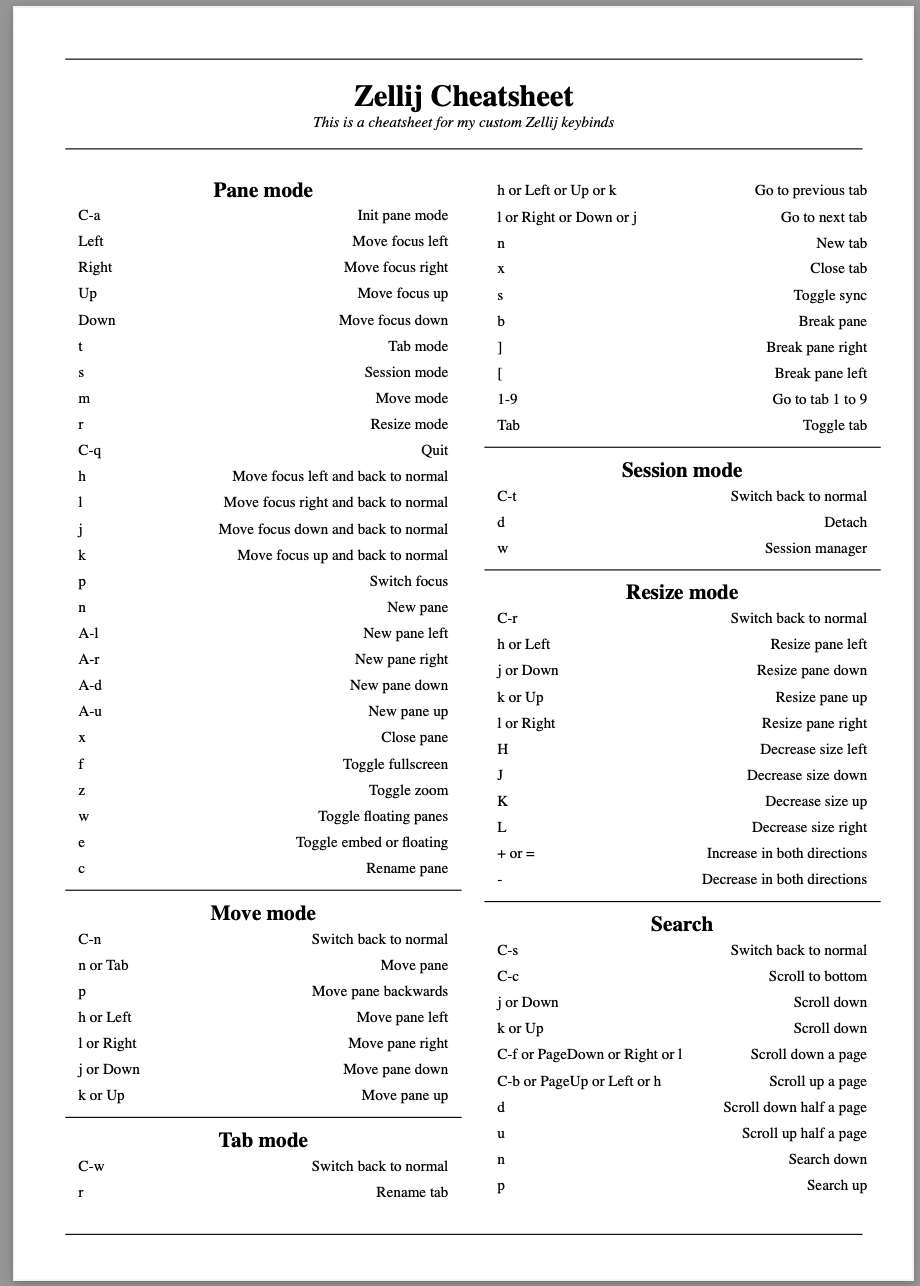 Zellij Cheatsheet
This is a cheatsheet for my custom Zellij keybinds
Pane mode
C-a Init pane mode
Left Move focus left
Right Move focus right
Up Move focus up
Down Move focus down
t Tab mode
s Session mode
m Move mode
r Resize mode
C-q Quit
h Move focus left and back to normal
l Move focus right and back to normal
j Move focus down and back to normal
k Move focus up and back to normal
p Switch focus
n New pane
A-l New pane left
A-r New pane right
A-d New pane down
A-u New pane up
x Close pane
f Toggle fullscreen
z Toggle zoom
w Toggle floating panes
e Toggle embed or floating
c Rename pane
Move mode
C-n Switch back to normal
n or Tab Move pane
p Move pane backwards
h or Left Move pane left
l or Right Move pane right
j or Down Move pane down
k or Up Move pane up
Tab mode
C-w Switch back to normal
r Rename tab
h or Left or Up or k Go to previous tab
l or Right or Down or j Go to next tab
n New tab
x Close tab
s Toggle sync
b Break pane
] Break pane right
[ Break pane left
1-9 Go to tab 1 to 9
Tab Toggle tab
Session mode
C-t Switch back to normal
d Detach
w Session manager
Resize mode
C-r Switch back to normal
h or Left Resize pane left
j or Down Resize pane down
k or Up Resize pane up
l or Right Resize pane right
H Decrease size left
J Decrease size down
K Decrease size up
L Decrease size right
+ or = Increase in both directions
- Decrease in both directions
Search
C-s Switch back to normal
C-c Scroll to bottom
j or Down Scroll down
k or Up Scroll down
C-f or PageDown or Right or l Scroll down a page
C-b or PageUp or Left or h Scroll up a page
d Scroll down half a page
u Scroll up half a page
n Search down
p Search up